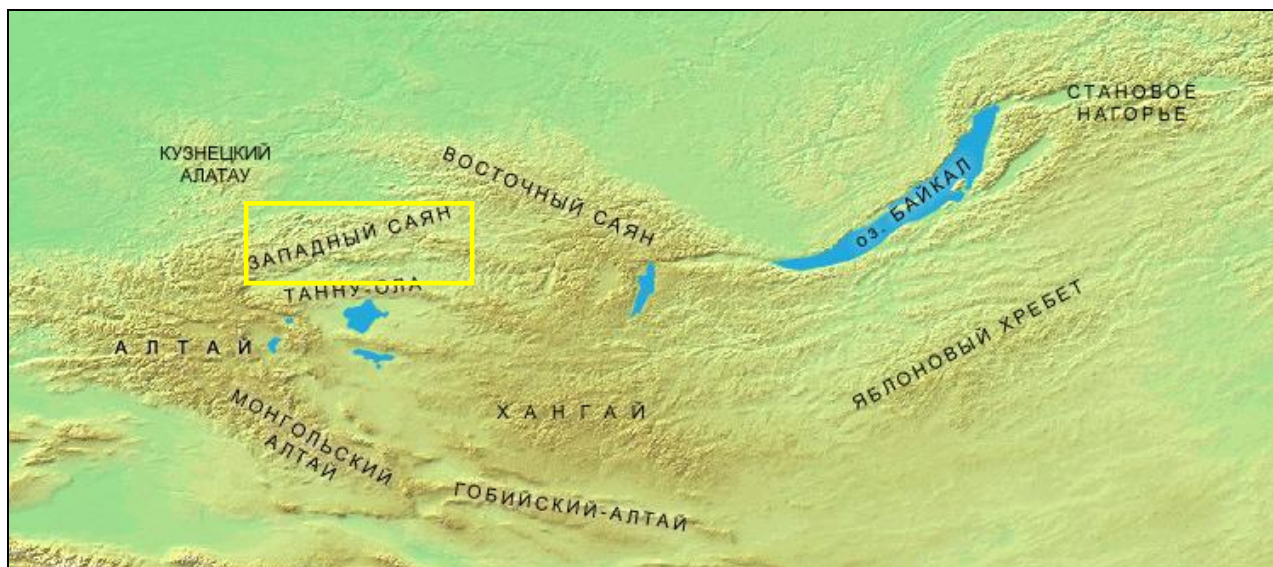 СТАНОВОЕ
НАГОРЬЕ
КУЗНЕЦКИЙ
АЛАТАУ
ВОСТОЧНЫЙ САЯН
оз. БАЙКАЛ
ЗАПАДНЫЙ САЯН
ТАННУ-ОЛА
АЛТАЙ
ЯБЛОНОВЫЙ ХРЕБЕТ
МОНГОЛЬСКИЙ
АЛТАЙ
ХАНГАЙ
ГОБИЙСКИЙ-АЛТАЙ